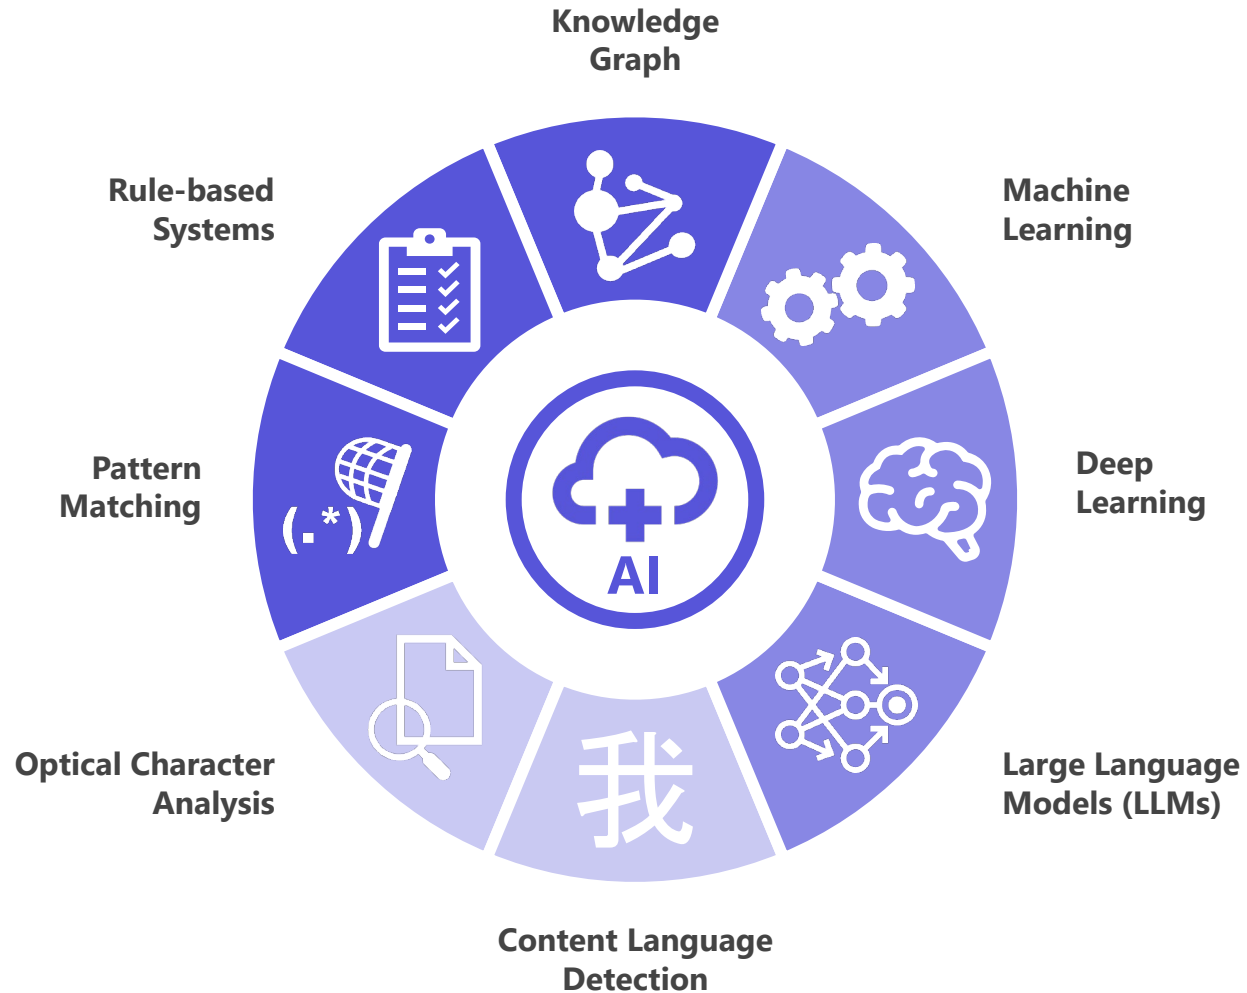 Knowledge
Graph
Rule-based
Systems
Machine
Learning
Pattern
Matching
(.*)
Deep
Learning
AI
Optical Character
Analysis
我
Large Language
Models (LLMs)
Content Language
Detection